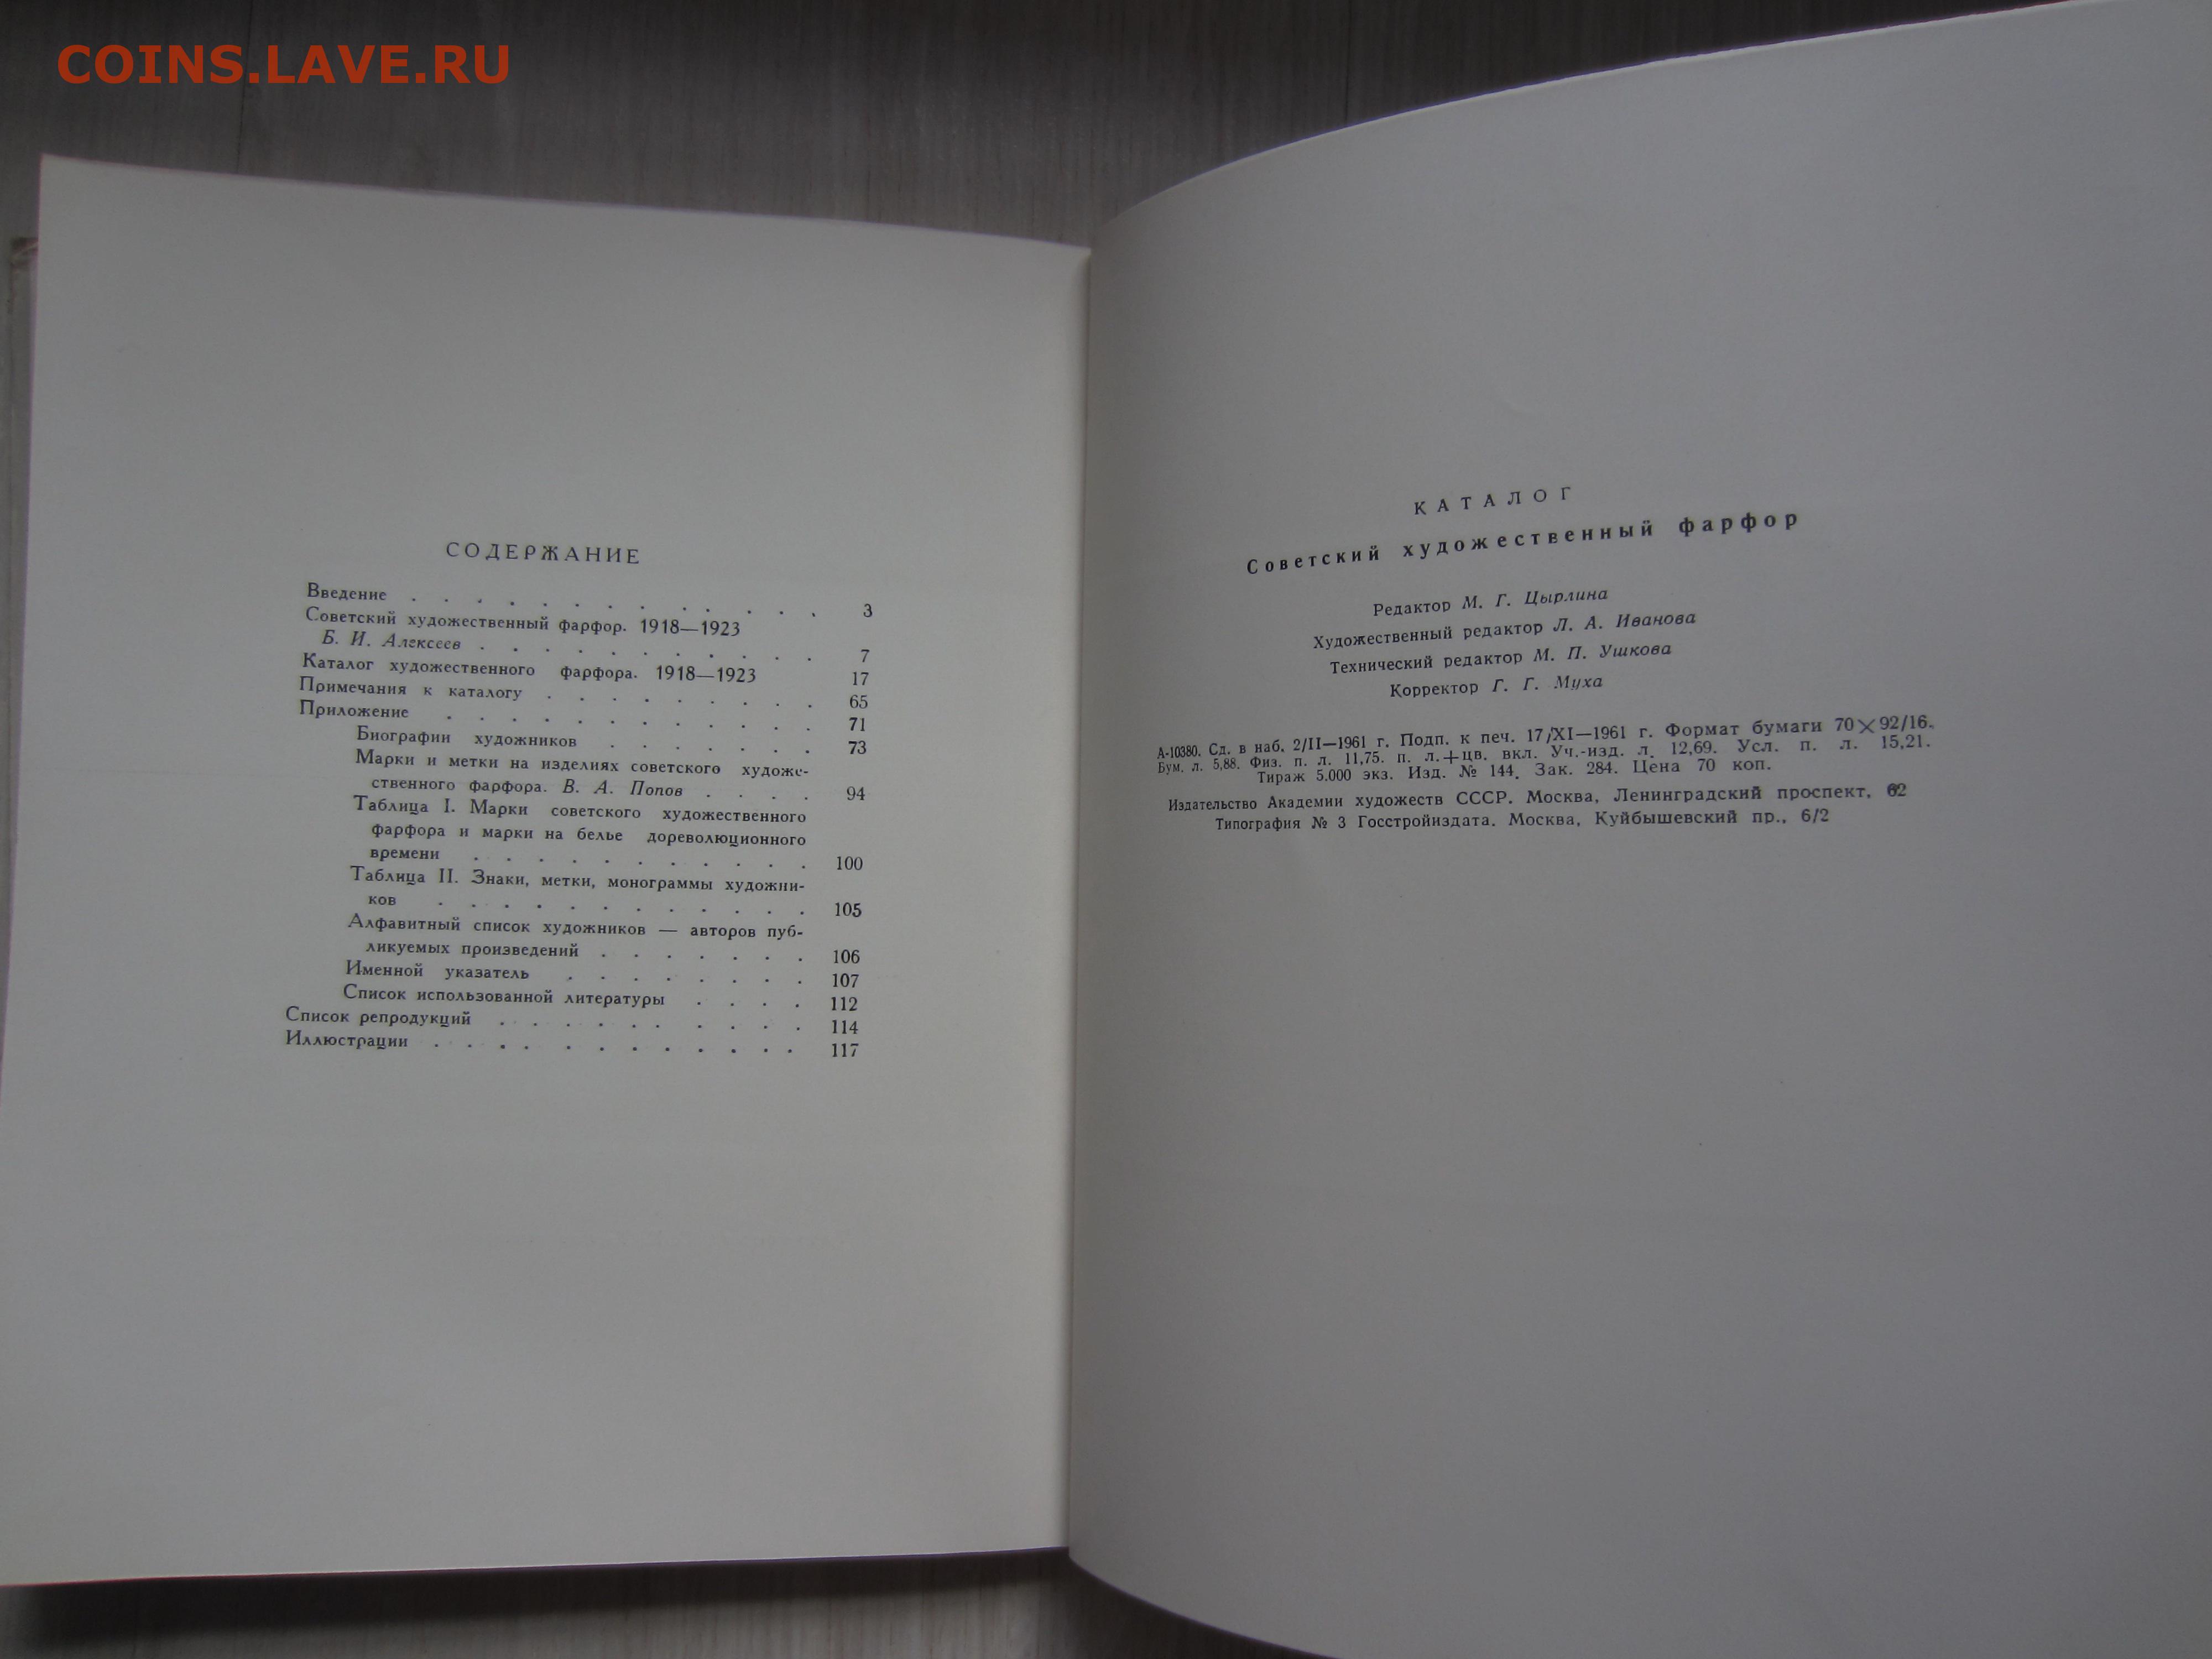 COINS.LAVE.RU
СОДЕРЖАНИЕ
Введение . . . . . . . . . . . . . 3
Советский художественный фарфор. 1918—1923
Б. И. Алексеев . . . . . . . . . . . 7
Каталог художественного фарфора. 1918—1923 17
Примечания к каталогу . . . . . . . . . 65
Приложение . . . . . . . . . . . . 71
Биографии художников . . . . . . . 73
Марки и метки на изделиях советского художе-
ственного фарфора. В. А. Попов . . . . 94
Таблица I. Марки советского художественного
фарфора и марки на белье дореволюционного
времени . . . . . . . . . . . 100
Таблица II. Знаки, метки, монограммы художни-
ков . . . . . . . . . . . . 105
Алфавитный список художников — авторов пуб-
ликуемых произведений . . . . . . . 106
Именной указатель . . . . . . . . 107
Список использованной литературы . . . . 112
Список репродукций . . . . . . . . . . 114
Иллюстрации . . . . . . . . . . . . 117
КАТАЛОГ
Советский художественный фарфор
Редактор М. Г. Цырлина
Художественный редактор Л. А. Иванова
Технический редактор М. П. Ушкова
Корректор Г. Г. Муха
А-10380. Сд. в наб. 2/II—1961 г. Подп. к печ. 17/XI—1961 г. Формат бумаги 70×92/16.
Бум. л. 5,88. Физ. п. л. 11,75. п. л.+цв. вкл. Уч.-изд. л. 12,69. Усл. п. л. 15,21.
Тираж 5.000 экз. Изд. № 144. Зак. 284. Цена 70 коп.
Издательство Академии художеств СССР. Москва, Ленинградский проспект, 62
Типография № 3 Госстройиздата. Москва, Куйбышевский пр., 6/2